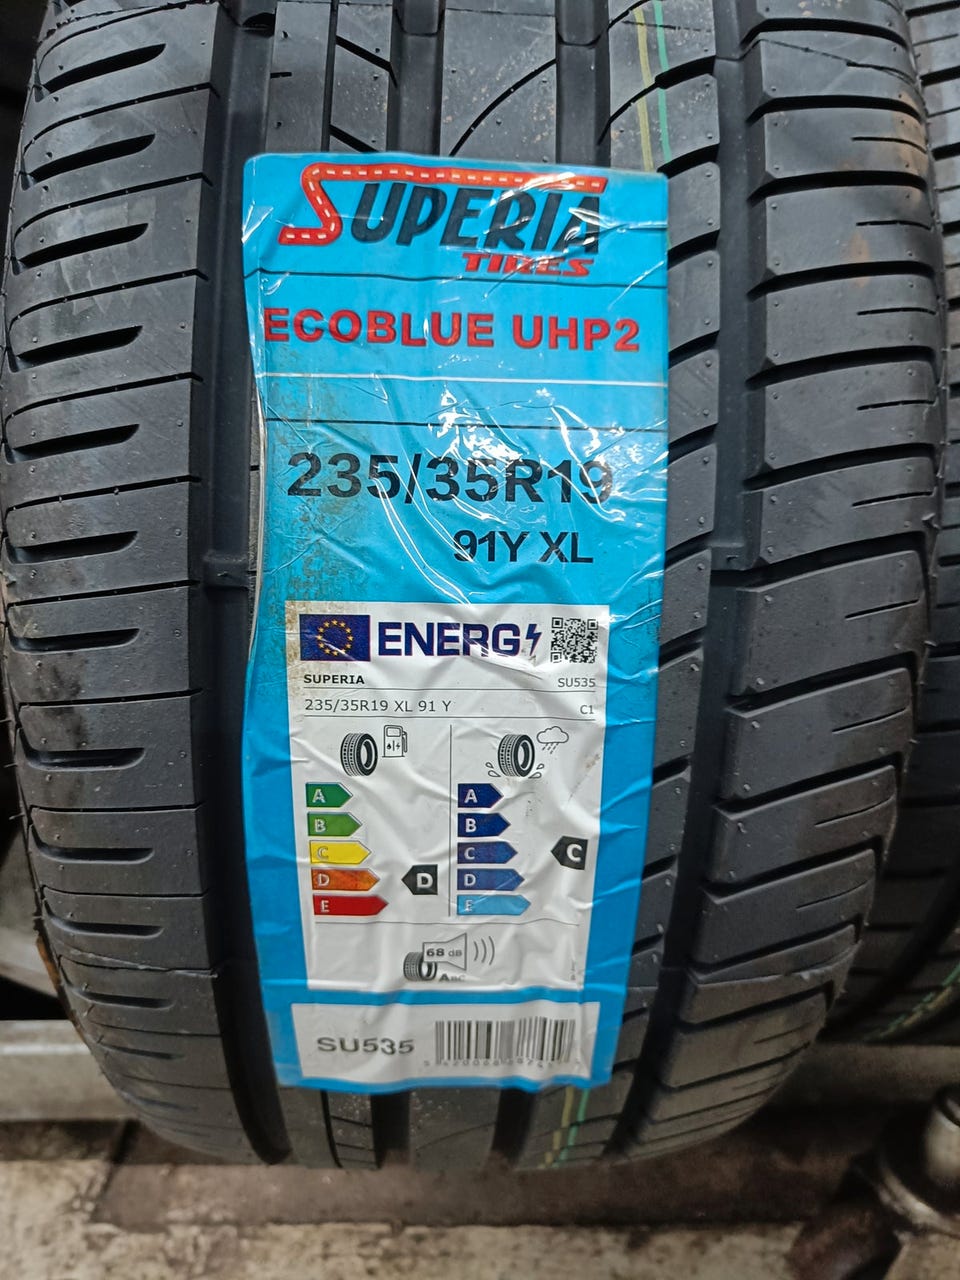 SUPERIA
TIRES
ECOBLUE UHP2
235/35R19
91Y XL
ENERG
SUPERIA SU535
235/35R19 XL 91 Y C1
A A
B B
C C C
D D D
E E
68 dB
ABC
SU535